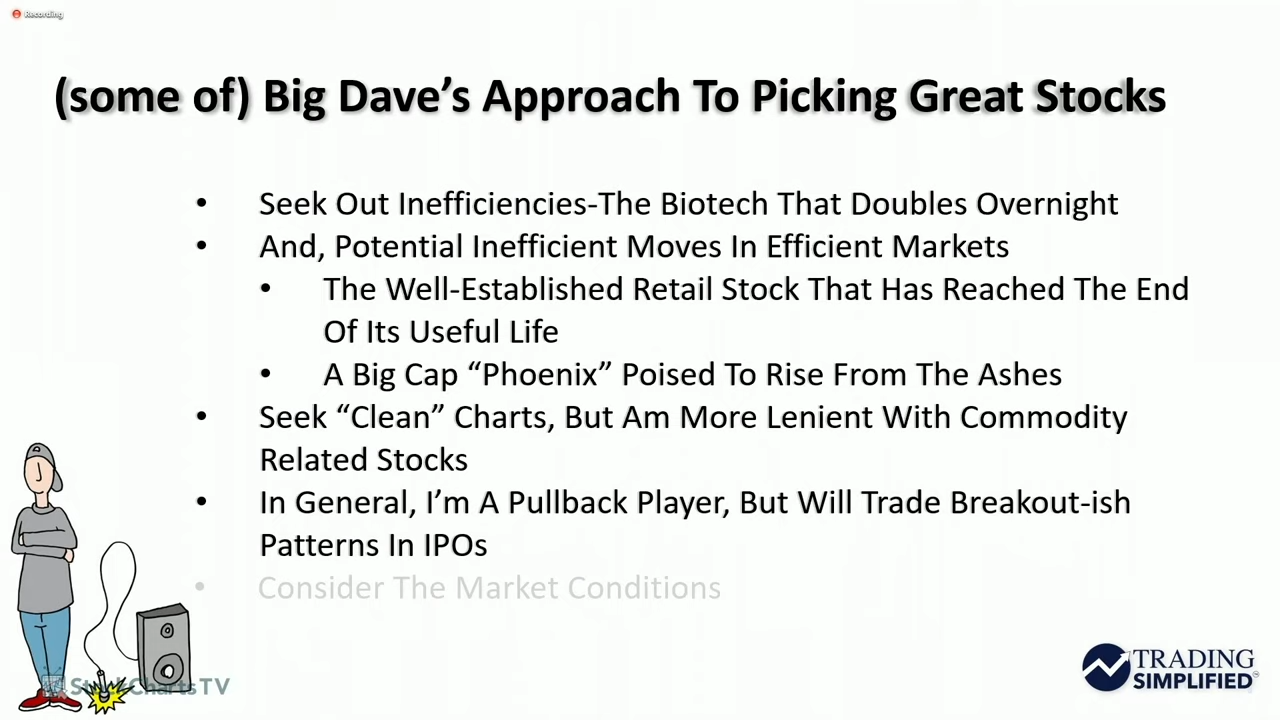 Recording
(some of) Big Dave's Approach To Picking Great Stocks
• Seek Out Inefficiencies-The Biotech That Doubles Overnight
• And, Potential Inefficient Moves In Efficient Markets
• The Well-Established Retail Stock That Has Reached The End
Of Its Useful Life
• A Big Cap “Phoenix” Poised To Rise From The Ashes
• Seek “Clean” Charts, But Am More Lenient With Commodity
Related Stocks
• In General, I’m A Pullback Player, But Will Trade Breakout-ish
Patterns In IPOs
• Consider The Market Conditions
StockCharts TV
TRADING
SIMPLIFIED